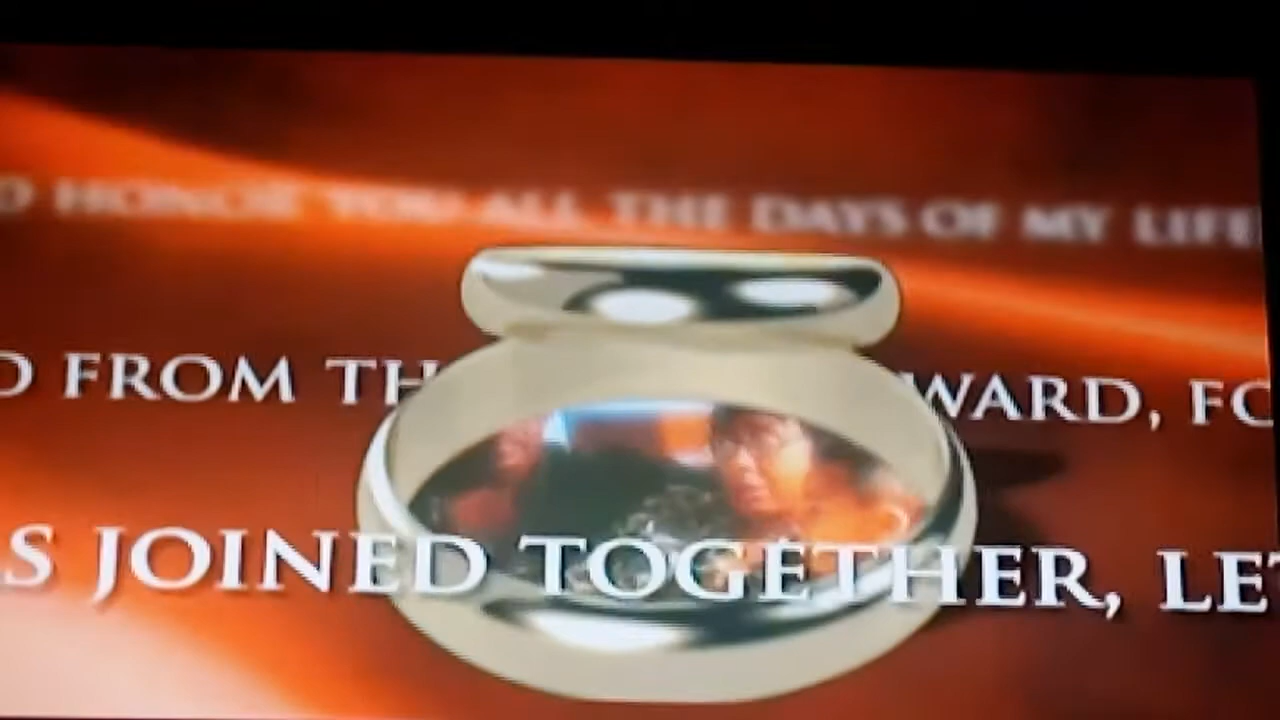 HONOR YOU ALL THE DAYS OF MY LIFE
D FROM TH WARD, FO
S JOINED TOGETHER, LET